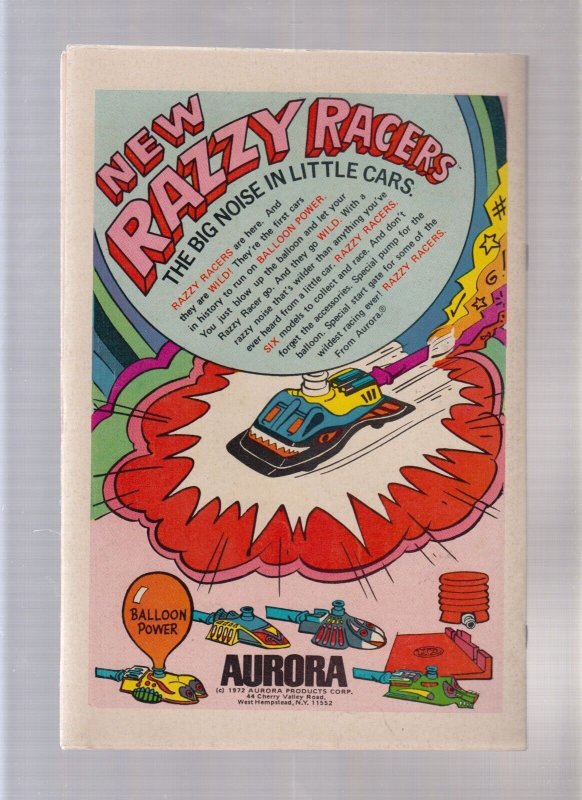 NEW
RAZZY RACERS™
THE BIG NOISE IN LITTLE CARS.
RAZZY RACERS are here. And
they are WILD! They're the first cars
in history to run on BALLOON POWER.
You just blow up the balloon and let your
Razzy Racer go. And they go WILD. With a
razzy noise that's wilder than anything you've
ever heard from a little car. RAZZY RACERS.
SIX models to collect and race. And don't
forget the accessories. Special pump for the
balloon. Special start gate for some of the
wildest racing ever! RAZZY RACERS.
From Aurora.®
#
G!
BALLOON
POWER
AURORA
(c) 1972 AURORA PRODUCTS CORP.
44 Cherry Valley Road,
West Hempstead, N.Y. 11552